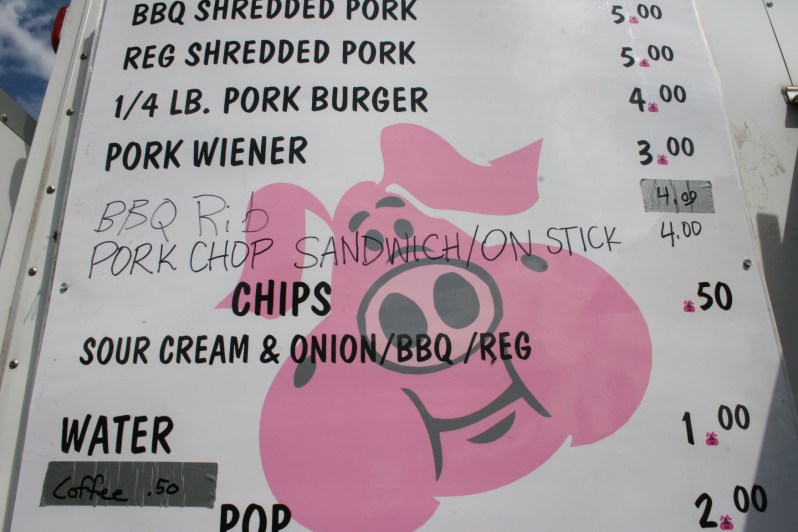 BBQ SHREDDED PORK 5.00
REG SHREDDED PORK 5.00
1/4 LB. PORK BURGER 4.00
PORK WIENER 3.00
BBQ Rib 4.00
PORK CHOP SANDWICH/ON STICK 4.00
CHIPS .50
SOUR CREAM & ONION/BBQ/REG
WATER 1.00
Coffee .50
POP 2.00